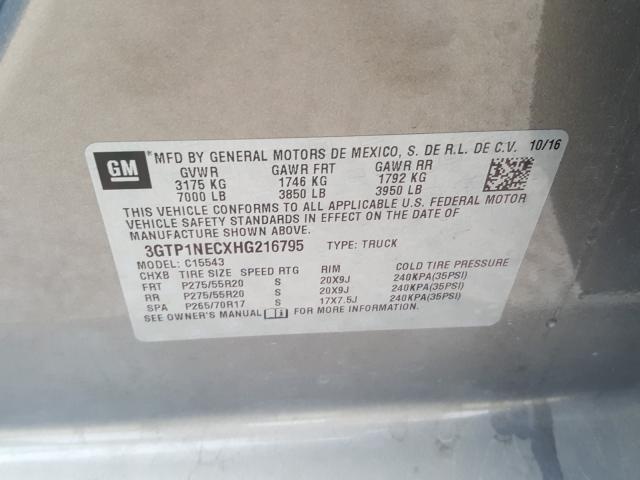 GM *MFD BY GENERAL MOTORS DE MEXICO, S. DE R.L. DE C.V. 10/16
GVWR GAWR FRT GAWR RR
3175 KG 1746 KG 1792 KG
7000 LB 3850 LB 3950 LB
THIS VEHICLE CONFORMS TO ALL APPLICABLE U.S. FEDERAL MOTOR
VEHICLE SAFETY STANDARDS IN EFFECT ON THE DATE OF
MANUFACTURE SHOWN ABOVE.
3GTP1NECXHG216795 TYPE: TRUCK
MODEL: C15543
CHXB TIRE SIZE SPEED RTG RIM COLD TIRE PRESSURE
FRT P275/55R20 S 20X9J 240KPA(35PSI)
RR P275/55R20 S 20X9J 240KPA(35PSI)
SPA P265/70R17 S 17X7.5J 240KPA(35PSI)
SEE OWNER'S MANUAL FOR MORE INFORMATION.